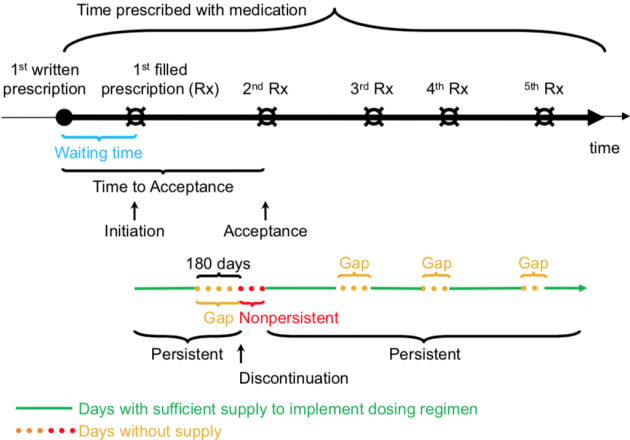 Time prescribed with medication
1st written
prescription
1st filled
prescription (Rx)
2nd Rx
3rd Rx
4th Rx
5th Rx
Waiting time
time
Time to Acceptance
Initiation
Acceptance
180 days
Gap
Gap
Gap
Gap
Nonpersistent
Persistent
Persistent
Discontinuation
Days with sufficient supply to implement dosing regimen
Days without supply